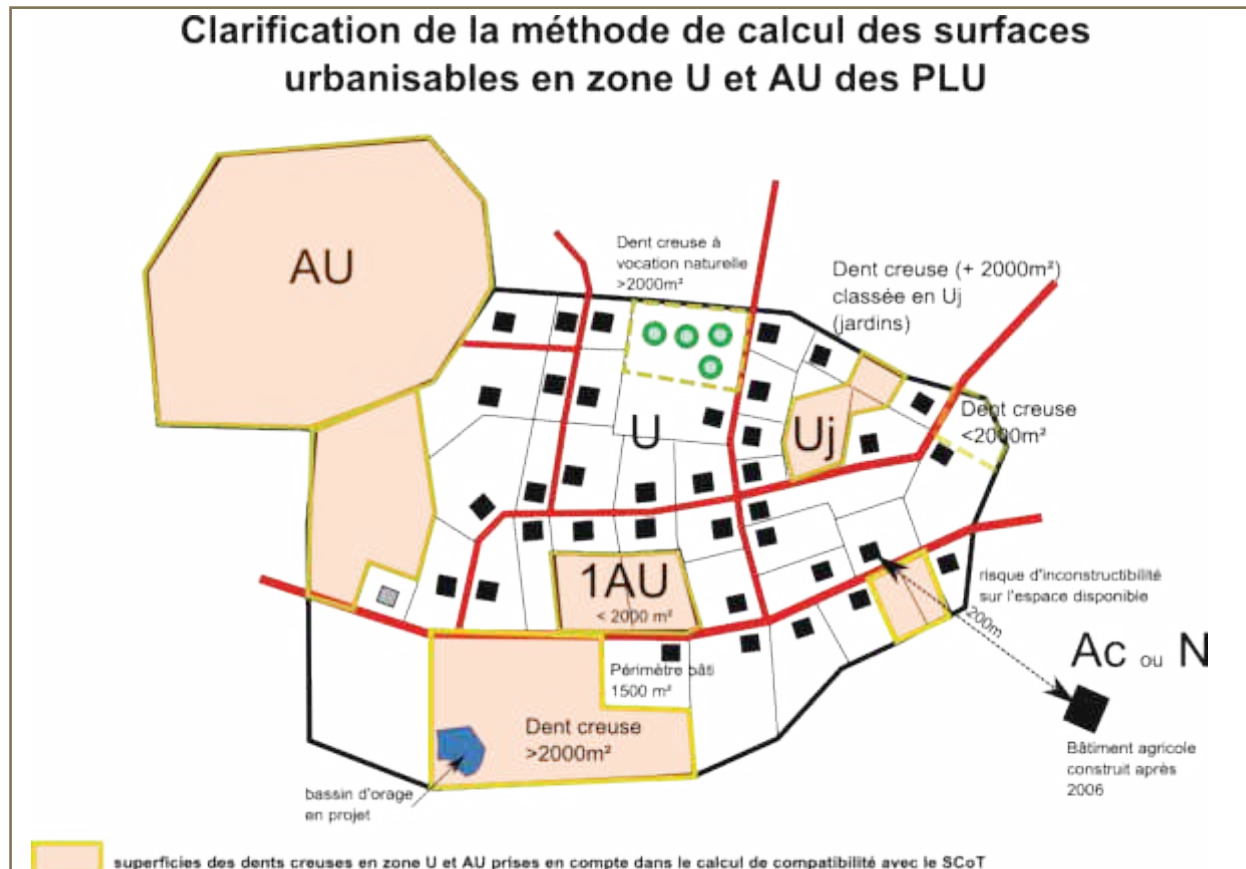 Clarification de la méthode de calcul des surfaces
urbanisables en zone U et AU des PLU
AU
Dent creuse à
vocation naturelle
>2000m²
Dent creuse (+ 2000m²)
classée en Uj
(jardins)
U
Uj
Dent creuse
<2000m²
1AU
< 2000 m²
risque d'inconstructibilité
sur l'espace disponible
200m
Ac ou N
Périmètre bâti
1500 m²
Dent creuse
>2000m²
Bâtiment agricole
construit après
2006
bassin d'orage
en projet
superficies des dents creuses en zone U et AU prises en compte dans le calcul de compatibilité avec le SCoT